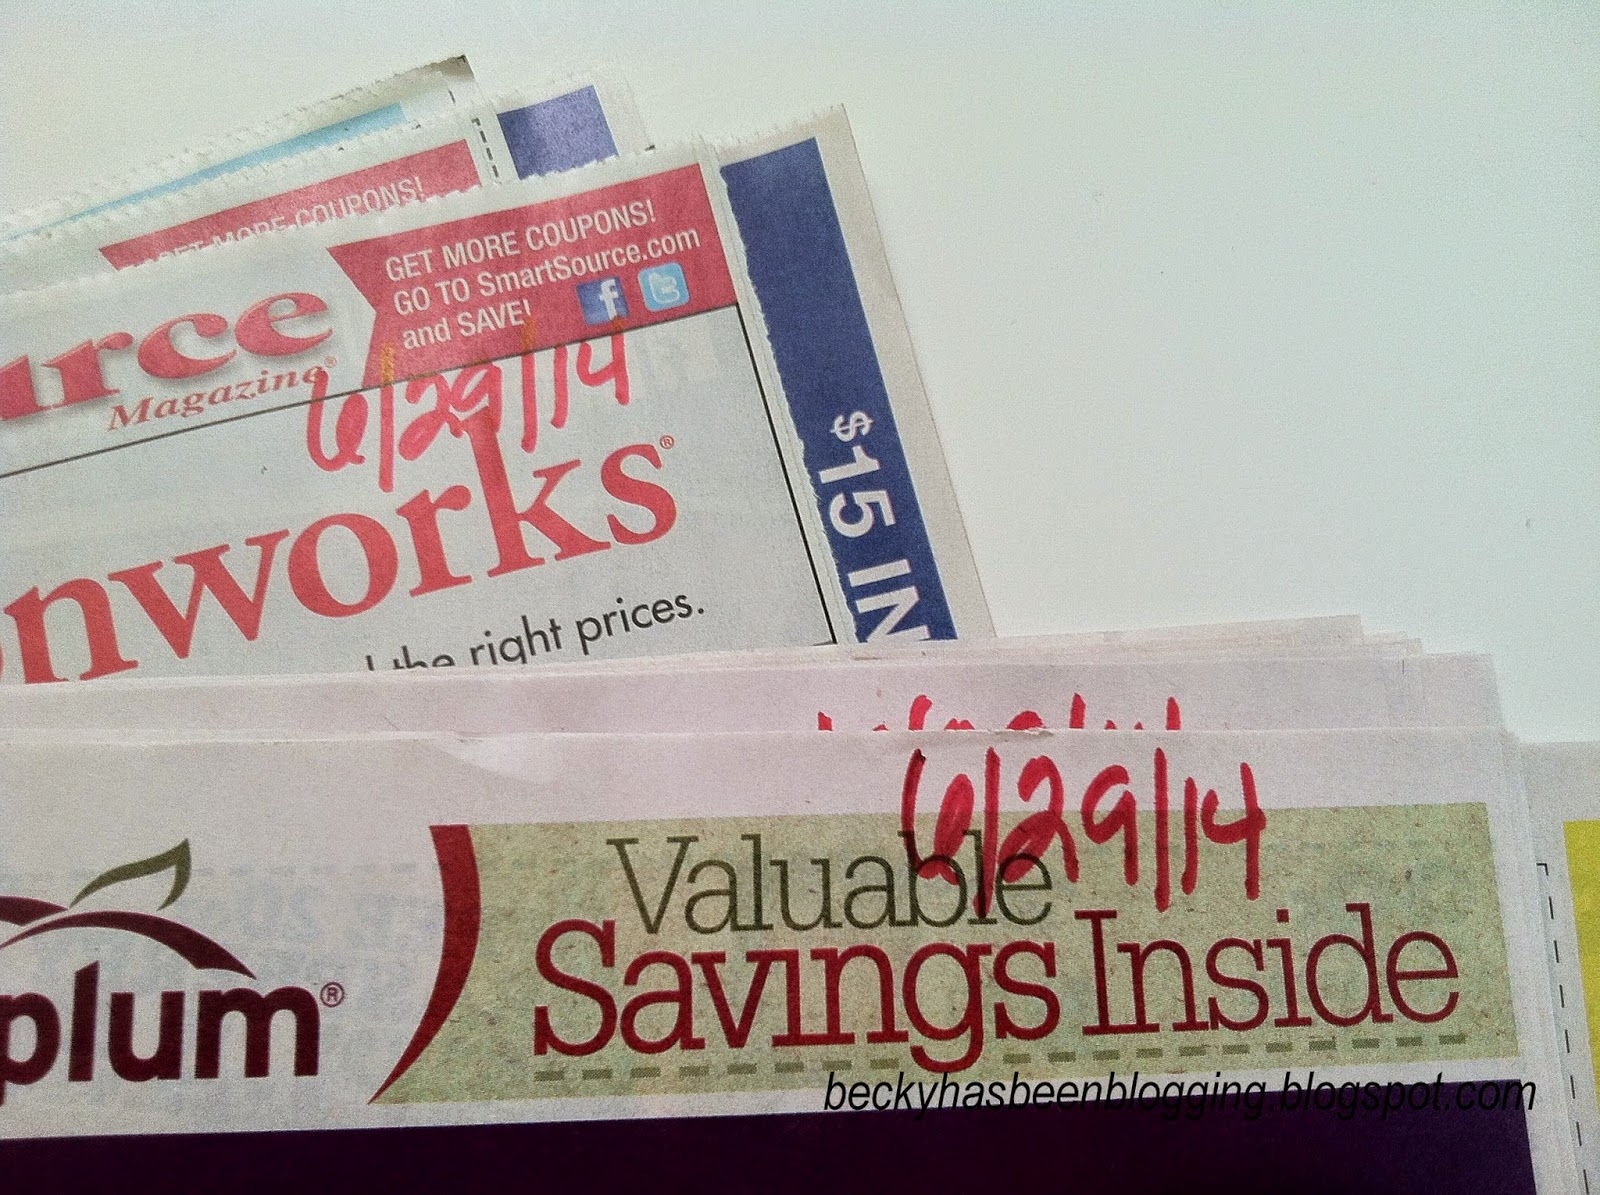 GET MORE COUPONS!
GET MORE COUPONS!
GO TO SmartSource.com
and SAVE!
f
urce
Magazine®
6/29/14
nworks®
the right prices.
$15 IN
6/29/14
Valuable
Savings Inside
plum®
beckyhasbeenblogging.blogspot.com